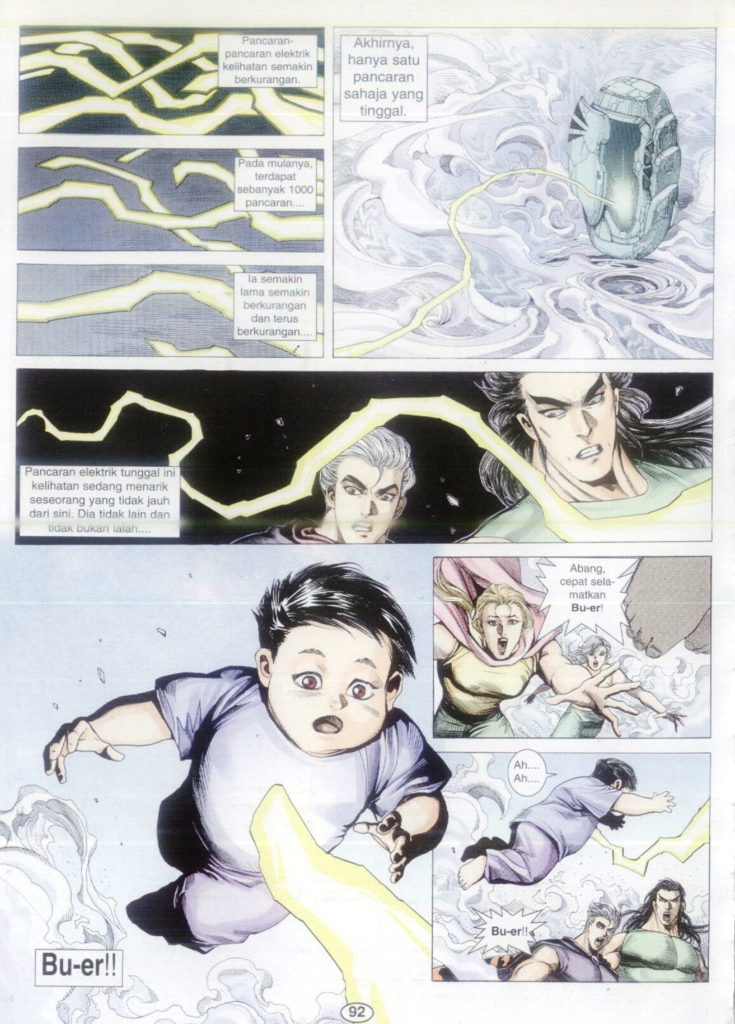 Pancaran-
pancaran elektrik
kelihatan semakin
berkurangan.
Pada mulanya,
terdapat
sebanyak 1000
pancaran....
Ia semakin
lama semakin
berkurangan
dan terus
berkurangan....
Akhirnya,
hanya satu
pancaran
sahaja yang
tinggal.
Pancaran elektrik tunggal ini
kelihatan sedang menarik
seseorang yang tidak jauh
dari sini. Dia tidak lain dan
tidak bukan ialah....
Bu-er!!
Abang,
cepat sela-
matkan
Bu-er!
Ah....
Ah....
Bu-er!!
92